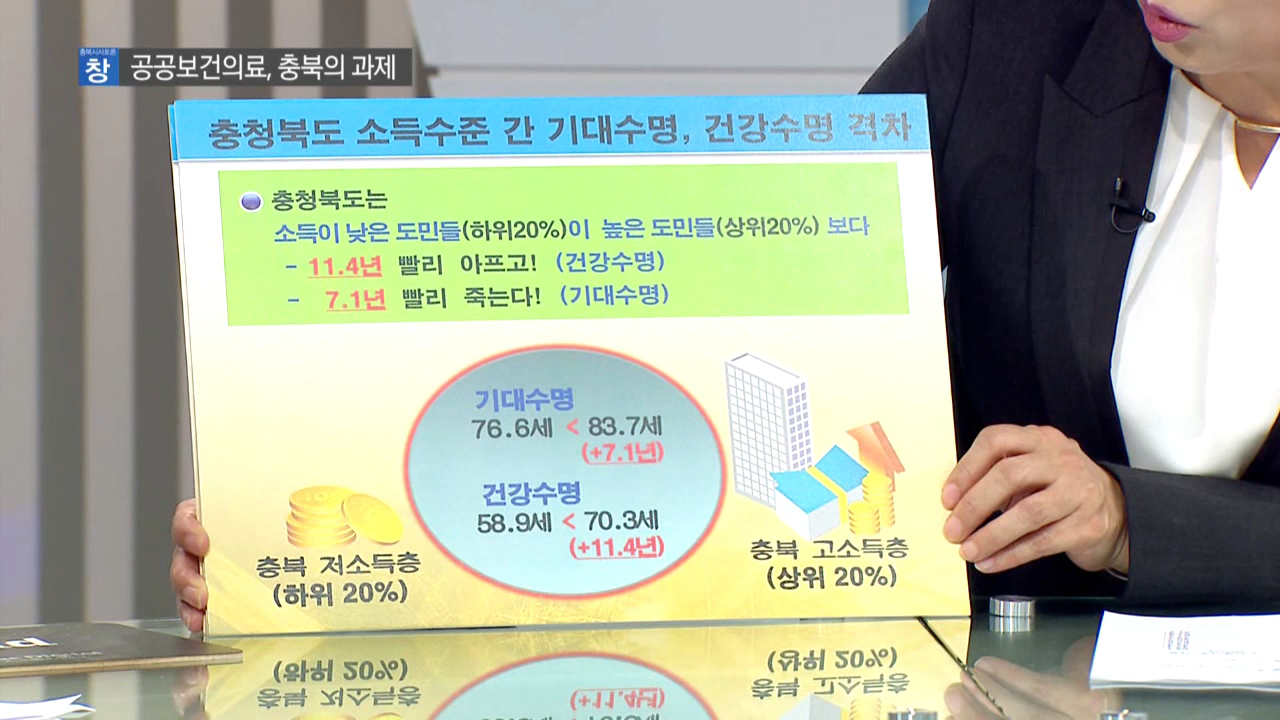 충북시사토론
창 공공보건의료, 충북의 과제
충청북도 소득수준 간 기대수명, 건강수명 격차
충청북도는
소득이 낮은 도민들(하위20%)이 높은 도민들(상위20%) 보다
- 11.4년 빨리 아프고! (건강수명)
- 7.1년 빨리 죽는다! (기대수명)
기대수명
76.6세 < 83.7세
(+7.1년)
건강수명
58.9세 < 70.3세
(+11.4년)
충북 저소득층
(하위 20%)
충북 고소득층
(상위 20%)